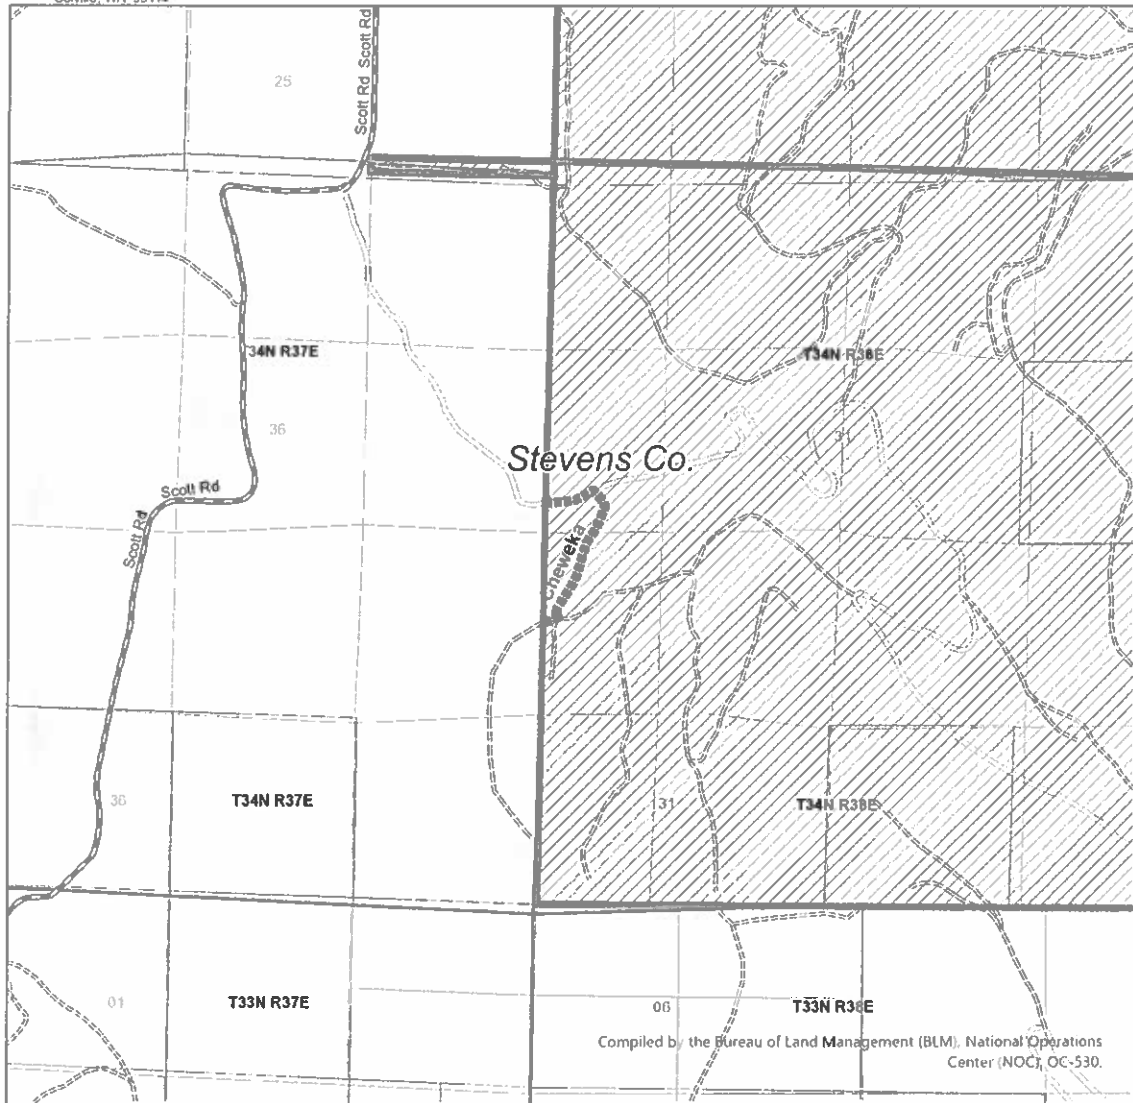 25
Scott Rd Scott Rd
34N R37E
T34N R38E
36
31
Stevens Co.
Scott Rd
Scott Rd
Cheweka
36
T34N R37E
31
T34N R38E
01
T33N R37E
06
T33N R38E
Compiled by the Bureau of Land Management (BLM), National Operations
Center (NOC), OC-530.